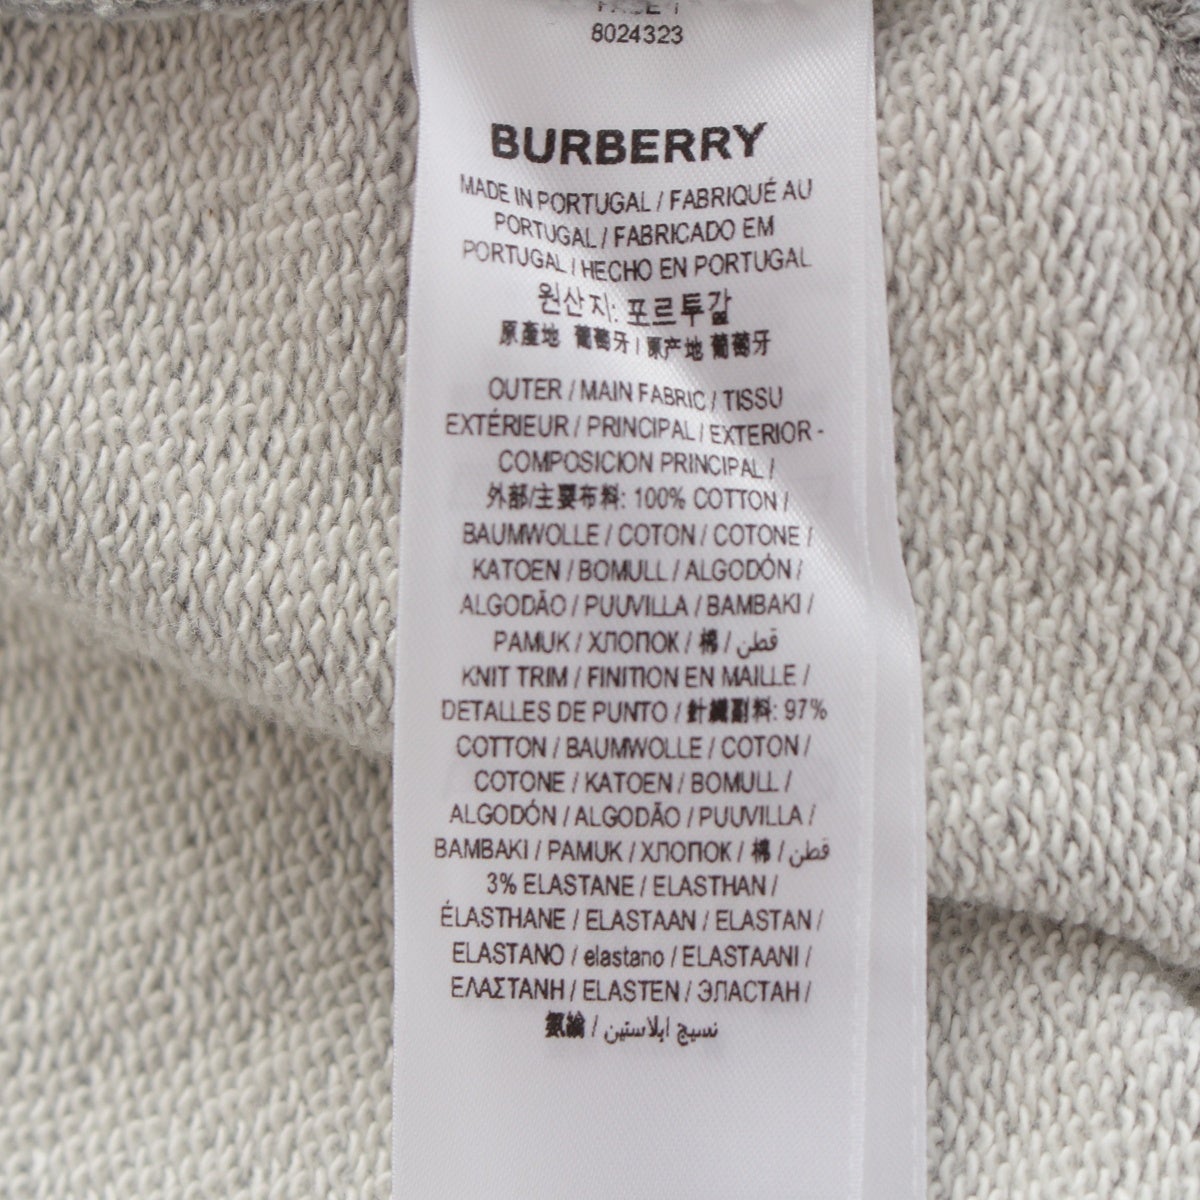 8024323
BURBERRY
MADE IN PORTUGAL / FABRIQUÉ AU
PORTUGAL / FABRICADO EM
PORTUGAL / HECHO EN PORTUGAL
원산지: 포르투갈
原產地 葡萄牙 / 原产地 葡萄牙
OUTER / MAIN FABRIC / TISSU
EXTÉRIEUR / PRINCIPAL / EXTERIOR -
COMPOSICION PRINCIPAL /
外部/主要布料: 100% COTTON /
BAUMWOLLE / COTON / COTONE /
KATOEN / BOMULL / ALGODÓN /
ALGODÃO / PUUVILLA / BAMBAKI /
PAMUK / ХЛОПОК / 棉 / قطن
KNIT TRIM / FINITION EN MAILLE /
DETALLES DE PUNTO / 針織副料: 97%
COTTON / BAUMWOLLE / COTON /
COTONE / KATOEN / BOMULL /
ALGODÓN / ALGODÃO / PUUVILLA /
BAMBAKI / PAMUK / ХЛОПОК / 棉 / قطن
3% ELASTANE / ELASTHAN /
ÉLASTHANE / ELASTAAN / ELASTAN /
ELASTANO / elastano / ELASTAANI /
ΕΛΑΣΤΑΝΗ / ELASTEN / ЭЛАСТАН /
氨綸 / نسيج ايلاستين